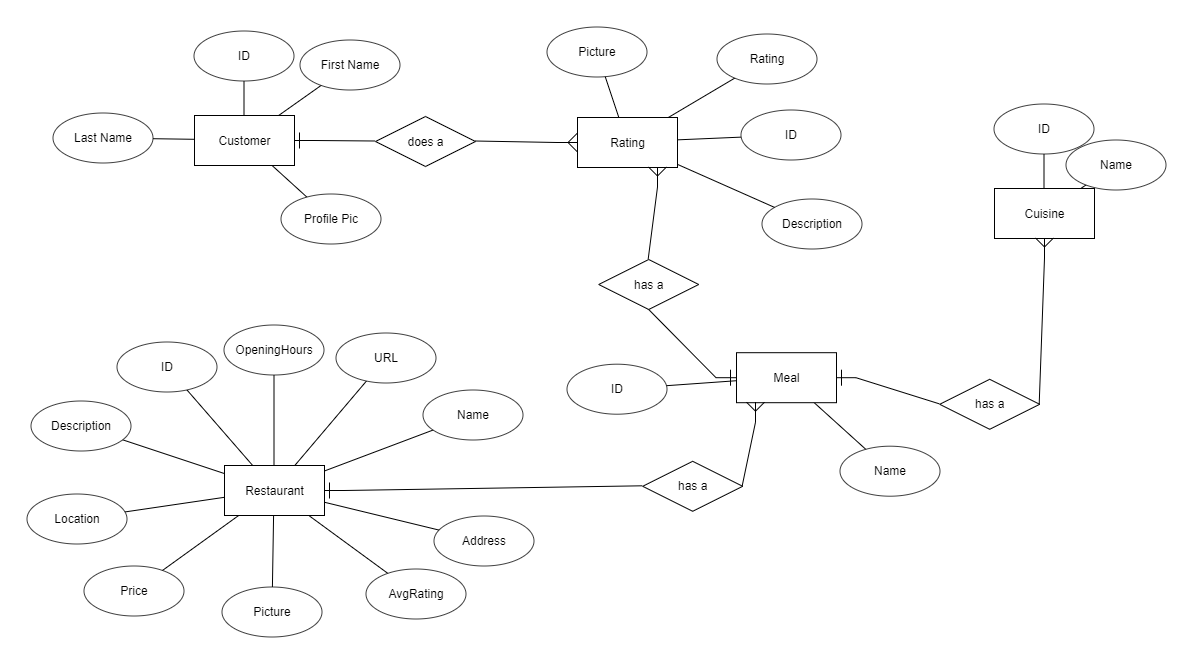 Picture
ID
Rating
First Name
ID
ID
Last Name
Customer
does a
Rating
Name
Cuisine
Profile Pic
Description
has a
OpeningHours
URL
ID
Meal
ID
has a
Name
Description
Name
has a
Restaurant
Location
Address
Price
AvgRating
Picture